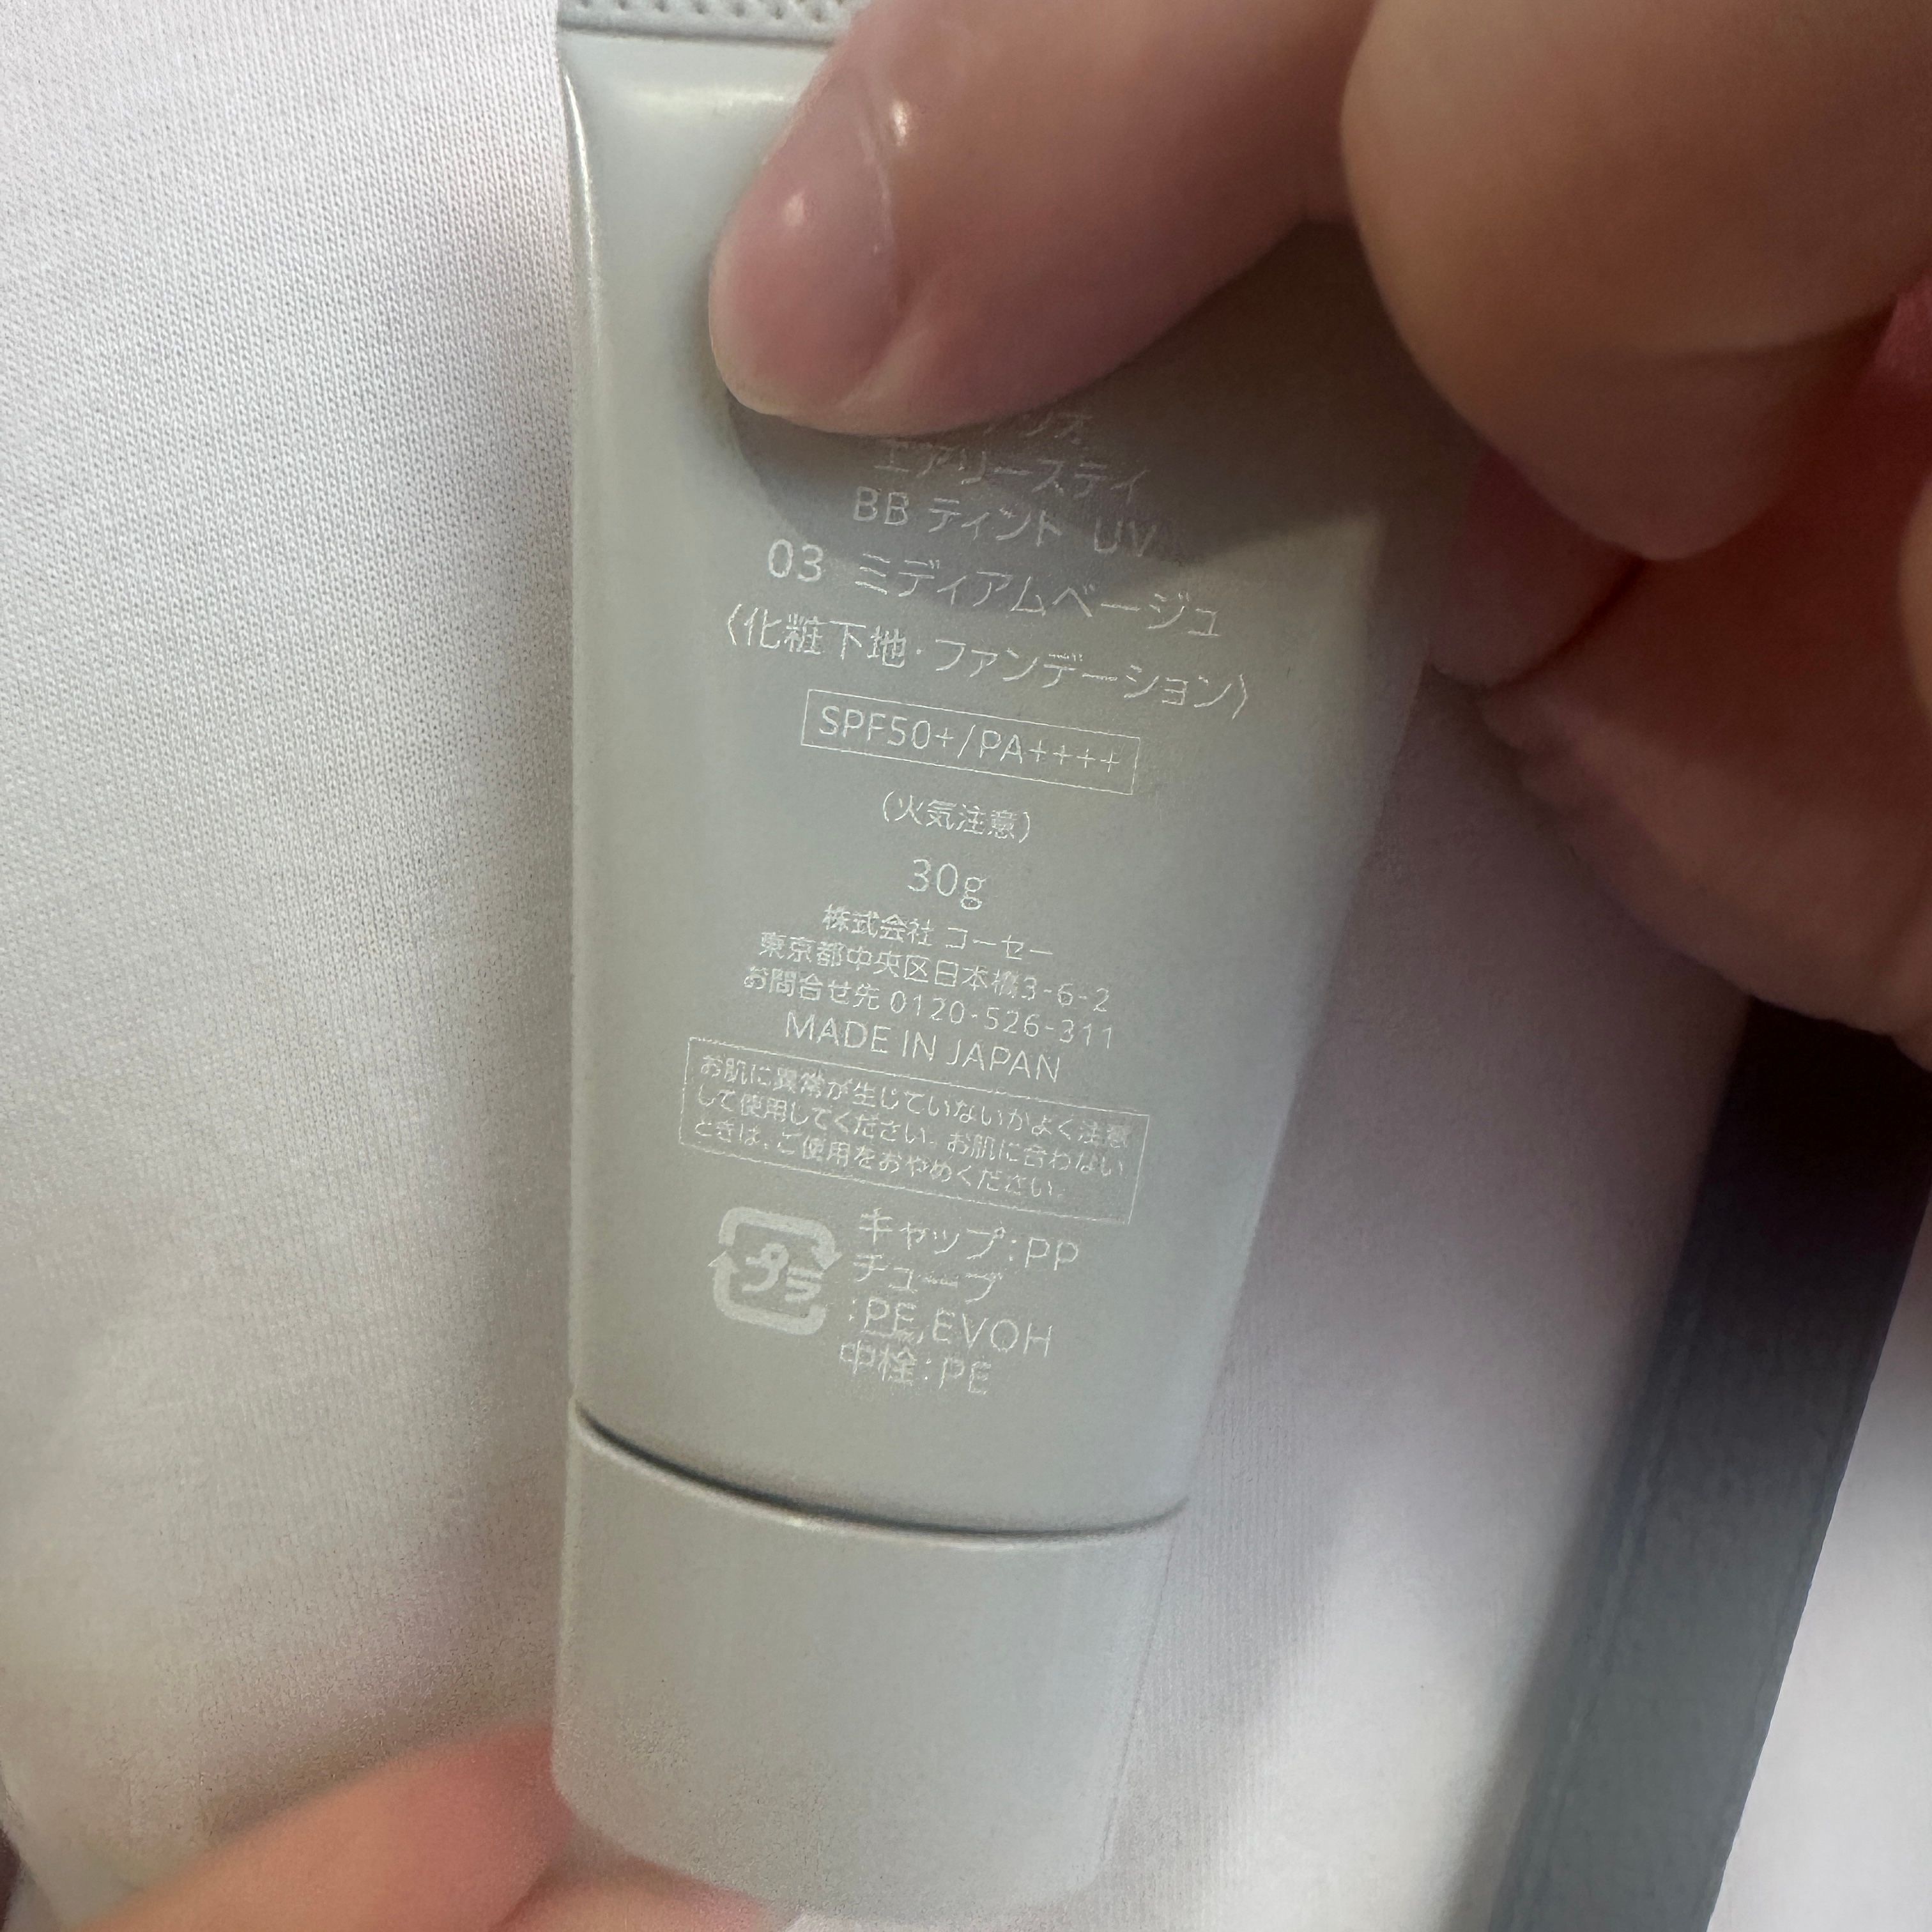 エアリーステイ
BB ティント UV
03 ミディアムベージュ
〈化粧下地・ファンデーション〉
SPF50+/PA++++
(火気注意)
30g
株式会社 コーセー
東京都中央区日本橋3-6-2
お問合せ先 0120-526-311
MADE IN JAPAN
お肌に異常が生じていないかよく注意
して使用してください。お肌に合わない
ときは、ご使用をおやめください。
プラ
キャップ:PP
チューブ
:PE,EVOH
中栓:PE